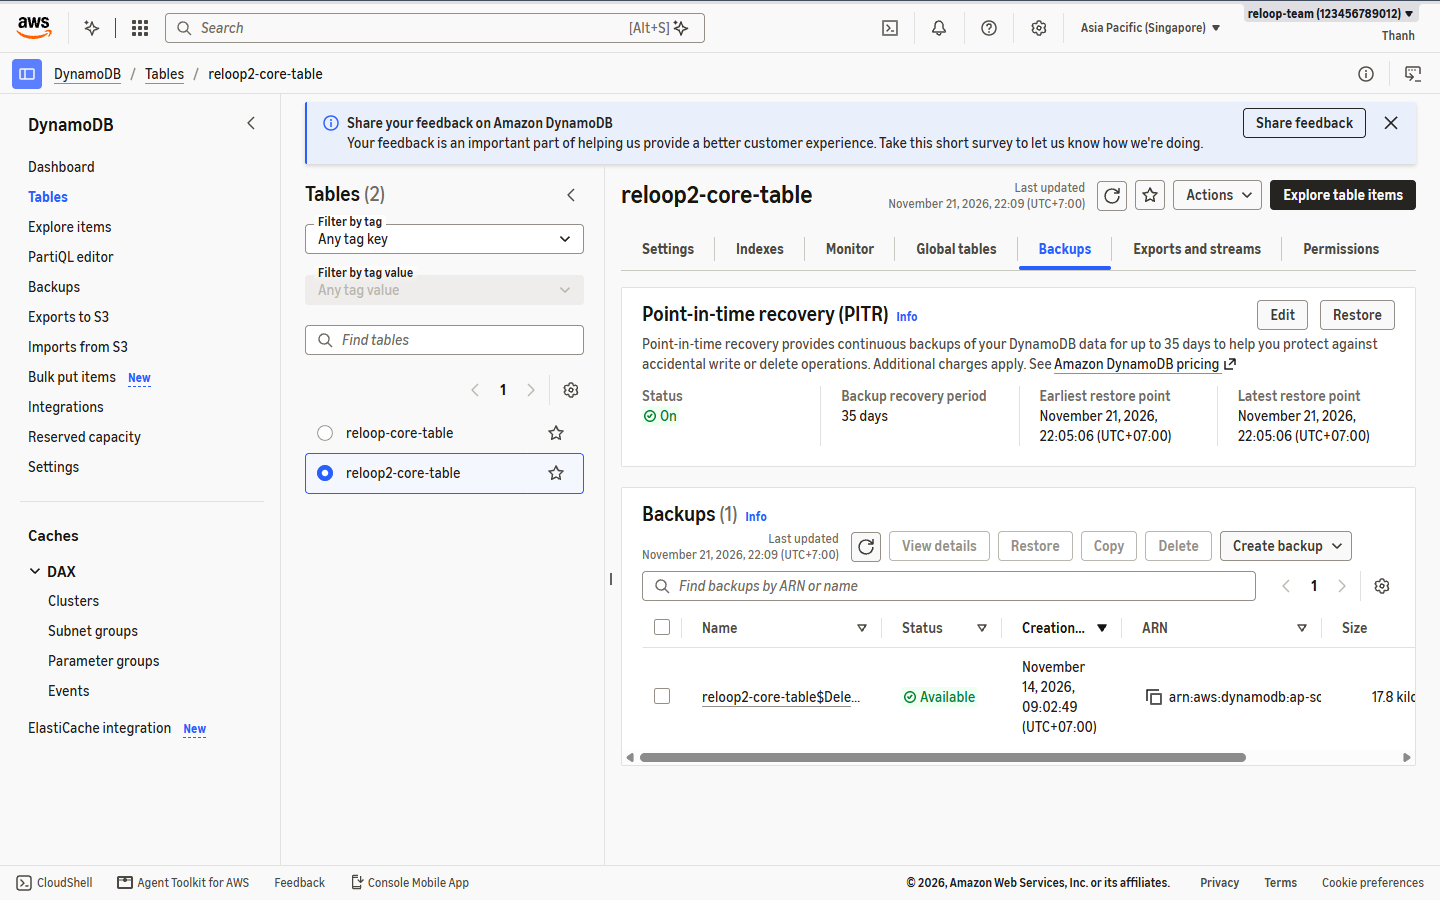 aws
Search
[Alt+S]
Asia Pacific (Singapore)
reloop-team (123456789012)
Thanh
DynamoDB / Tables / reloop2-core-table
DynamoDB
Dashboard
Tables
Explore items
PartiQL editor
Backups
Exports to S3
Imports from S3
Bulk put items New
Integrations
Reserved capacity
Settings
Caches
DAX
Clusters
Subnet groups
Parameter groups
Events
ElastiCache integration New
Share your feedback on Amazon DynamoDB
Your feedback is an important part of helping us provide a better customer experience. Take this short survey to let us know how we're doing.
Share feedback
Tables (2)
Filter by tag
Any tag key
Filter by tag value
Any tag value
Find tables
1
reloop-core-table
reloop2-core-table
reloop2-core-table
Last updated
November 21, 2026, 22:09 (UTC+7:00)
Actions
Explore table items
Settings
Indexes
Monitor
Global tables
Backups
Exports and streams
Permissions
Point-in-time recovery (PITR) Info
Edit
Restore
Point-in-time recovery provides continuous backups of your DynamoDB data for up to 35 days to help you protect against
accidental write or delete operations. Additional charges apply. See Amazon DynamoDB pricing
Status
On
Backup recovery period
35 days
Earliest restore point
November 21, 2026,
22:05:06 (UTC+07:00)
Latest restore point
November 21, 2026,
22:05:06 (UTC+07:00)
Backups (1) Info
Last updated
November 21, 2026, 22:09 (UTC+7:00)
View details
Restore
Copy
Delete
Create backup
Find backups by ARN or name
1
Name
Status
Creation...
ARN
Size
reloop2-core-table$Dele...
Available
November
14, 2026,
09:02:49
(UTC+07:00)
arn:aws:dynamodb:ap-so
17.8 kilo
CloudShell
Agent Toolkit for AWS
Feedback
Console Mobile App
© 2026, Amazon Web Services, Inc. or its affiliates.
Privacy
Terms
Cookie preferences